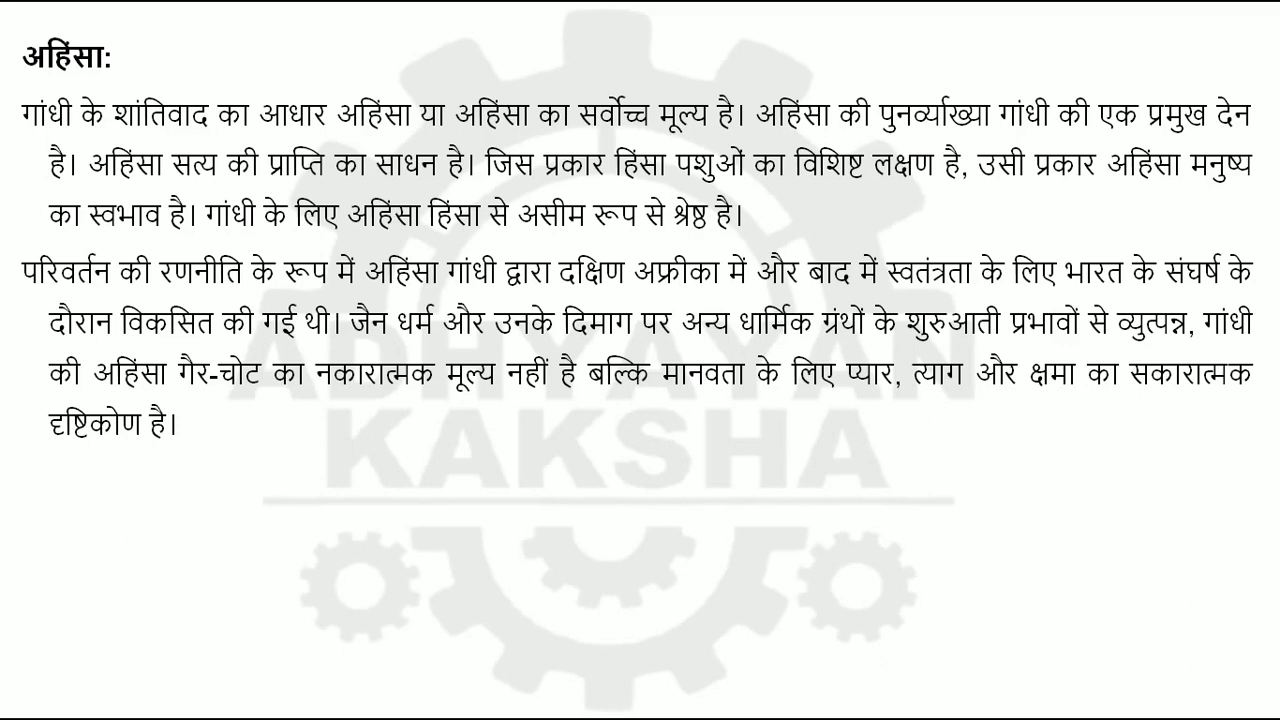 अहिंसा:
गांधी के शांतिवाद का आधार अहिंसा या अहिंसा का सर्वोच्च मूल्य है। अहिंसा की पुनर्व्याख्या गांधी की एक प्रमुख देन
है। अहिंसा सत्य की प्राप्ति का साधन है। जिस प्रकार हिंसा पशुओं का विशिष्ट लक्षण है, उसी प्रकार अहिंसा मनुष्य
का स्वभाव है। गांधी के लिए अहिंसा हिंसा से असीम रूप से श्रेष्ठ है।
परिवर्तन की रणनीति के रूप में अहिंसा गांधी द्वारा दक्षिण अफ्रीका में और बाद में स्वतंत्रता के लिए भारत के संघर्ष के
दौरान विकसित की गई थी। जैन धर्म और उनके दिमाग पर अन्य धार्मिक ग्रंथों के शुरुआती प्रभावों से व्युत्पन्न, गांधी
की अहिंसा गैर-चोट का नकारात्मक मूल्य नहीं है बल्कि मानवता के लिए प्यार, त्याग और क्षमा का सकारात्मक
दृष्टिकोण है।
ADHYAYAN
KAKSHA